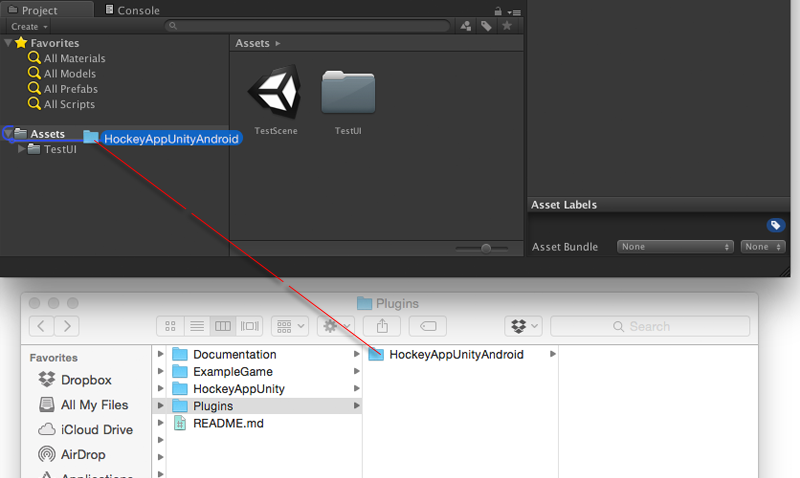 Project
Console
Create
Assets
Favorites
All Materials
All Models
All Prefabs
All Scripts
Assets
HockeyAppUnityAndroid
TestUI
TestScene
TestUI
Asset Labels
Asset Bundle
None
None
Plugins
Search
Favorites
Dropbox
All My Files
iCloud Drive
AirDrop
Applications
Documentation
ExampleGame
HockeyAppUnity
Plugins
README.md
HockeyAppUnityAndroid